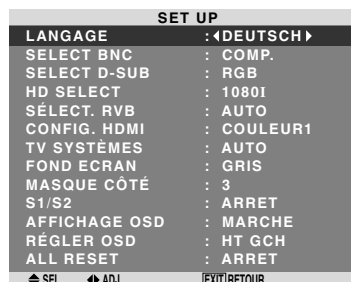 SET UP
LANGAGE : ◀DEUTSCH▶
SELECT BNC : COMP.
SELECT D-SUB : RGB
HD SELECT : 1080I
SÉLECT. RVB : AUTO
CONFIG. HDMI : COULEUR1
TV SYSTÈMES : AUTO
FOND ECRAN : GRIS
MASQUE CÔTÉ : 3
S1/S2 : ARRET
AFFICHAGE OSD : MARCHE
RÉGLER OSD : HT GCH
ALL RESET : ARRET
SEL. ◀▶ ADJ. EXIT RETOUR